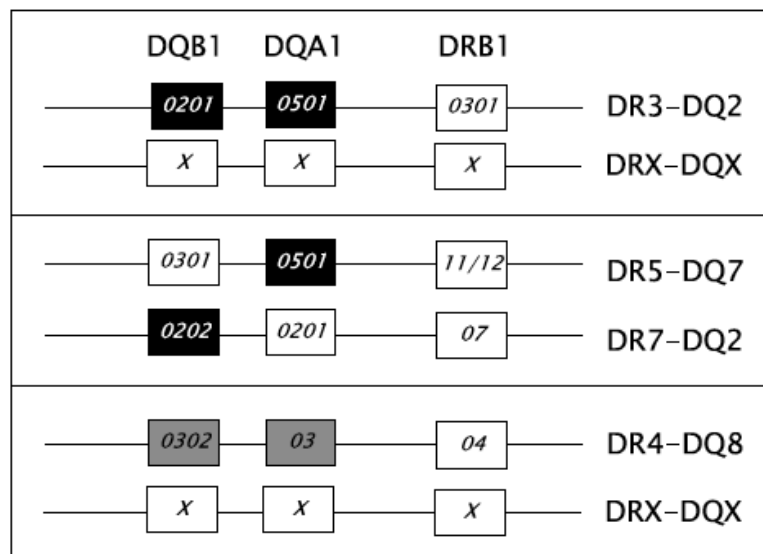 DQB1 DQA1 DRB1
0201 0501 0301 DR3-DQ2
X X X DRX-DQX
0301 0501 11/12 DR5-DQ7
0202 0201 07 DR7-DQ2
0302 03 04 DR4-DQ8
X X X DRX-DQX